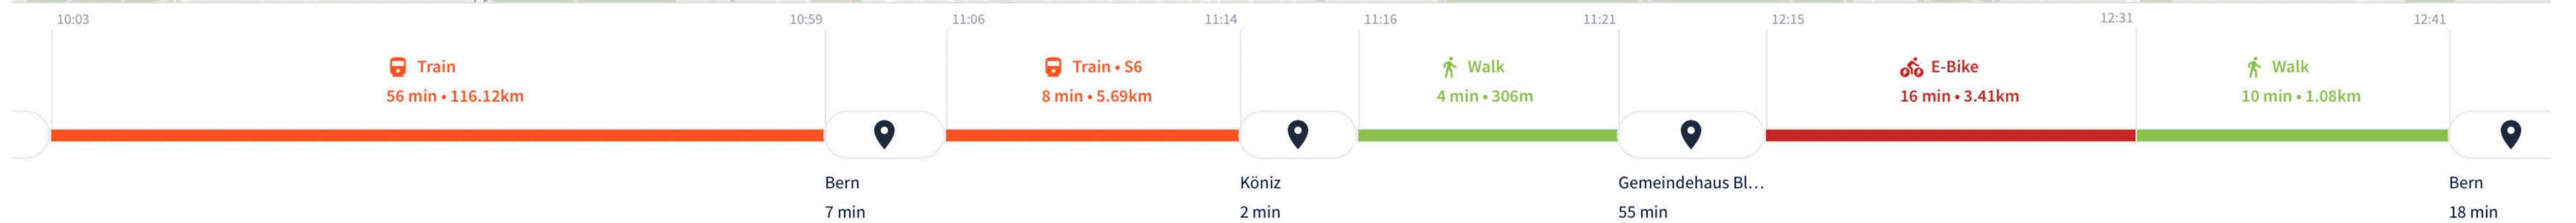 10:03
10:59
11:06
11:14
11:16
11:21
12:15
12:31
12:41
Train
56 min • 116.12km
Train • S6
8 min • 5.69km
Walk
4 min • 306m
E-Bike
16 min • 3.41km
Walk
10 min • 1.08km
Bern
7 min
Köniz
2 min
Gemeindehaus Bl…
55 min
Bern
18 min